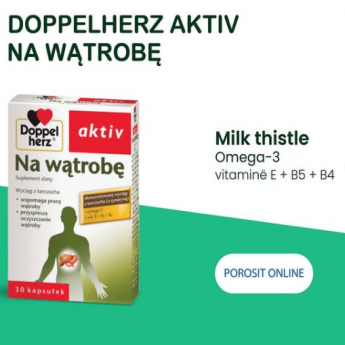 DOPPELHERZ AKTIV
NA WĄTROBĘ
Doppel
herz®
aktiv
Na wątrobę
Suplement diety
Wyciąg z karczocha
• wspomaga pracę
wątroby
• przyspiesza
oczyszczanie
wątroby
30 kapsułek
Milk thistle
Omega-3
vitaminë E + B5 + B4
POROSIT ONLINE